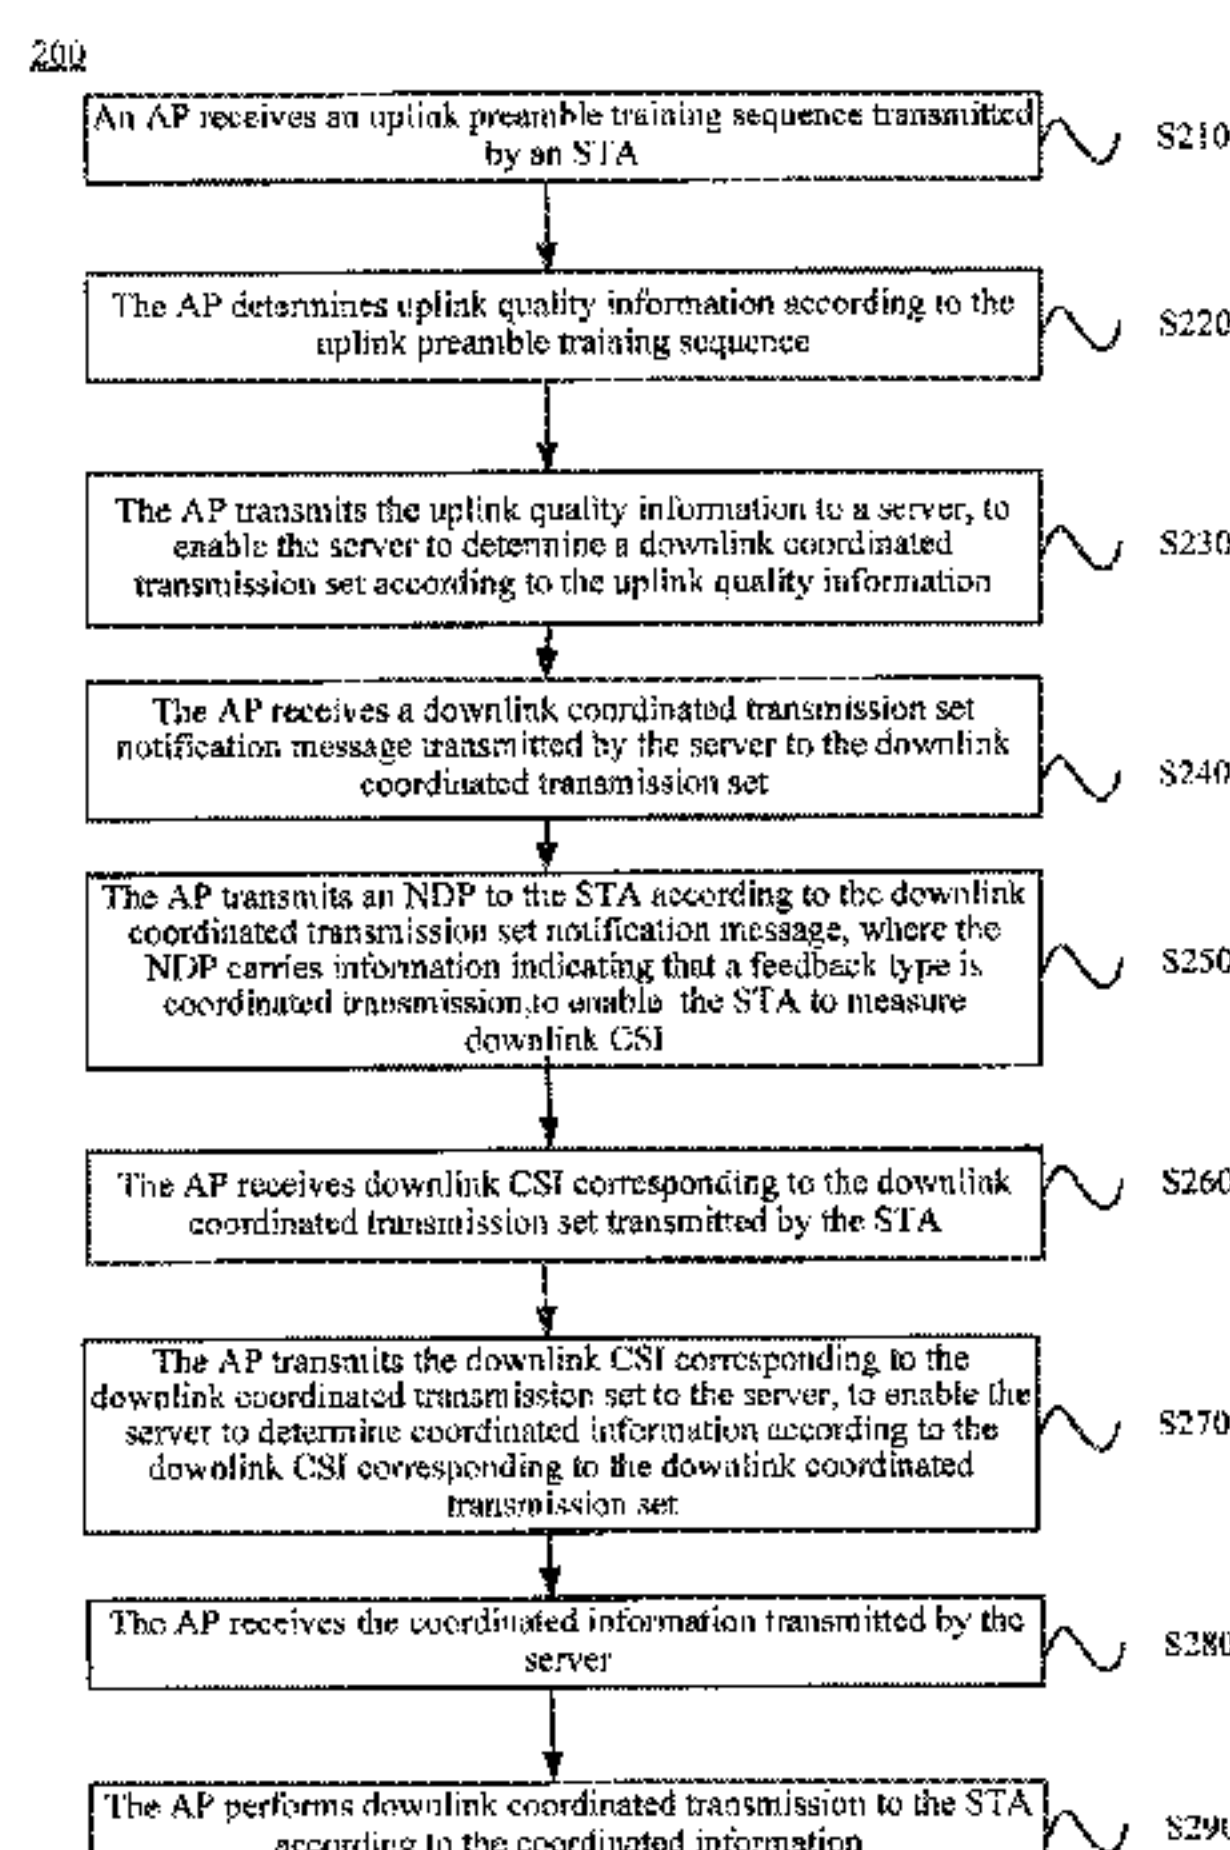 200
An AP receives an uplink preamble training sequence transmitted
by an STA
S210
The AP determines uplink quality information according to the
uplink preamble training sequence
S220
The AP transmits the uplink quality information to a server, to
enable the server to determine a downlink coordinated
transmission set according to the uplink quality information
S230
The AP receives a downlink coordinated transmission set
notification message transmitted by the server to the downlink
coordinated transmission set
S240
The AP transmits an NDP to the STA according to the downlink
coordinated transmission set notification message, where the
NDP carries information indicating that a feedback type is
coordinated transmission,to enable the STA to measure
downlink CSI
S250
The AP receives downlink CSI corresponding to the downlink
coordinated transmission set transmitted by the STA
S260
The AP transmits the downlink CSI corresponding to the
downlink coordinated transmission set to the server, to enable the
server to determine coordinated information according to the
downlink CSI corresponding to the downlink coordinated
transmission set
S270
The AP receives the coordinated information transmitted by the
server
S280
The AP performs downlink coordinated transmission to the STA
according to the coordinated information
S290